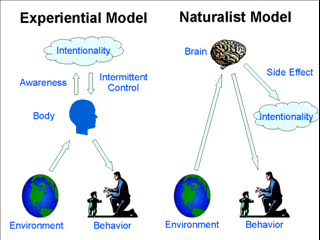 Experiential Model
Intentionality
Awareness
Intermittent
Control
Body
Environment
Behavior
Naturalist Model
Brain
Side Effect
Intentionality
Environment
Behavior